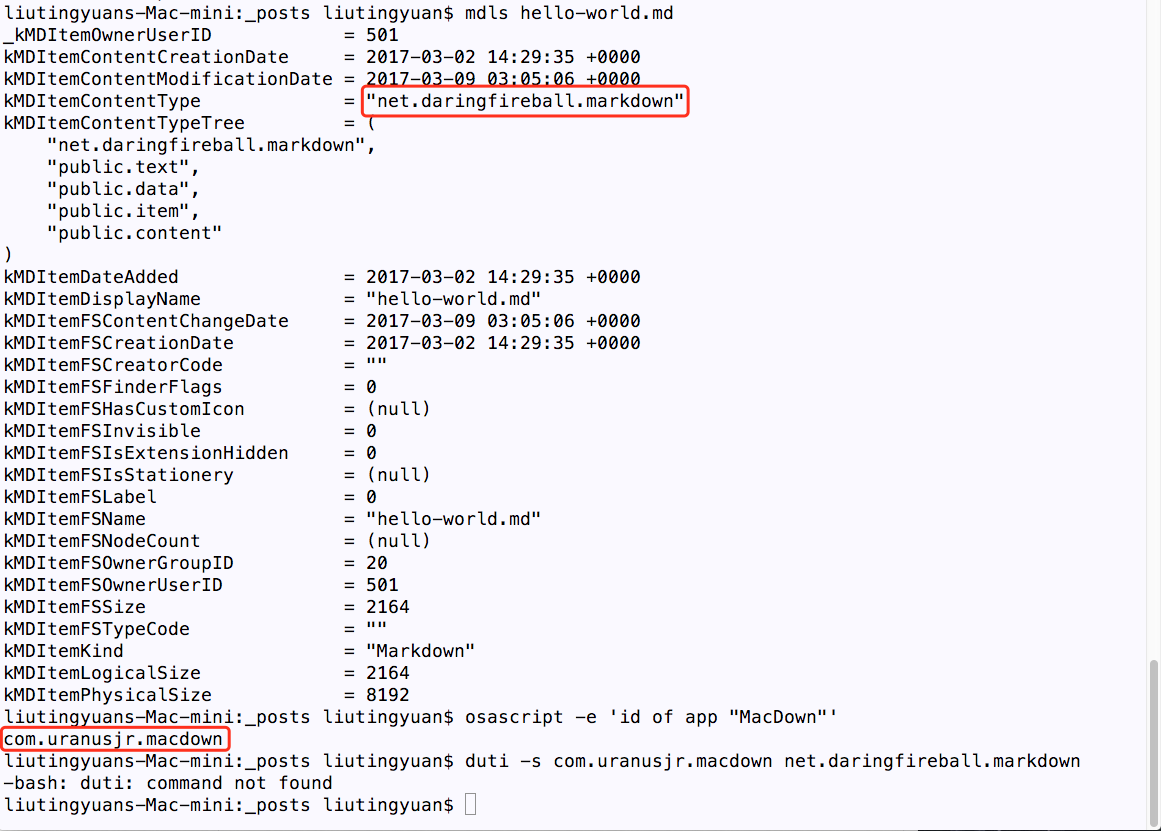 liutingyuans-Mac-mini:_posts liutingyuan$ mdls hello-world.md
_kMDItemOwnerUserID            = 501
kMDItemContentCreationDate     = 2017-03-02 14:29:35 +0000
kMDItemContentModificationDate = 2017-03-09 03:05:06 +0000
kMDItemContentType             = "net.daringfireball.markdown"
kMDItemContentTypeTree         = (
    "net.daringfireball.markdown",
    "public.text",
    "public.data",
    "public.item",
    "public.content"
)
kMDItemDateAdded               = 2017-03-02 14:29:35 +0000
kMDItemDisplayName             = "hello-world.md"
kMDItemFSContentChangeDate     = 2017-03-09 03:05:06 +0000
kMDItemFSCreationDate          = 2017-03-02 14:29:35 +0000
kMDItemFSCreatorCode           = ""
kMDItemFSFinderFlags           = 0
kMDItemFSHasCustomIcon         = (null)
kMDItemFSInvisible             = 0
kMDItemFSIsExtensionHidden     = 0
kMDItemFSIsStationery          = (null)
kMDItemFSLabel                 = 0
kMDItemFSName                  = "hello-world.md"
kMDItemFSNodeCount             = (null)
kMDItemFSOwnerGroupID          = 20
kMDItemFSOwnerUserID           = 501
kMDItemFSSize                  = 2164
kMDItemFSTypeCode              = ""
kMDItemKind                    = "Markdown"
kMDItemLogicalSize             = 2164
kMDItemPhysicalSize            = 8192
liutingyuans-Mac-mini:_posts liutingyuan$ osascript -e 'id of app "MacDown"'
com.uranusjr.macdown
liutingyuans-Mac-mini:_posts liutingyuan$ duti -s com.uranusjr.macdown net.daringfireball.markdown
-bash: duti: command not found
liutingyuans-Mac-mini:_posts liutingyuan$